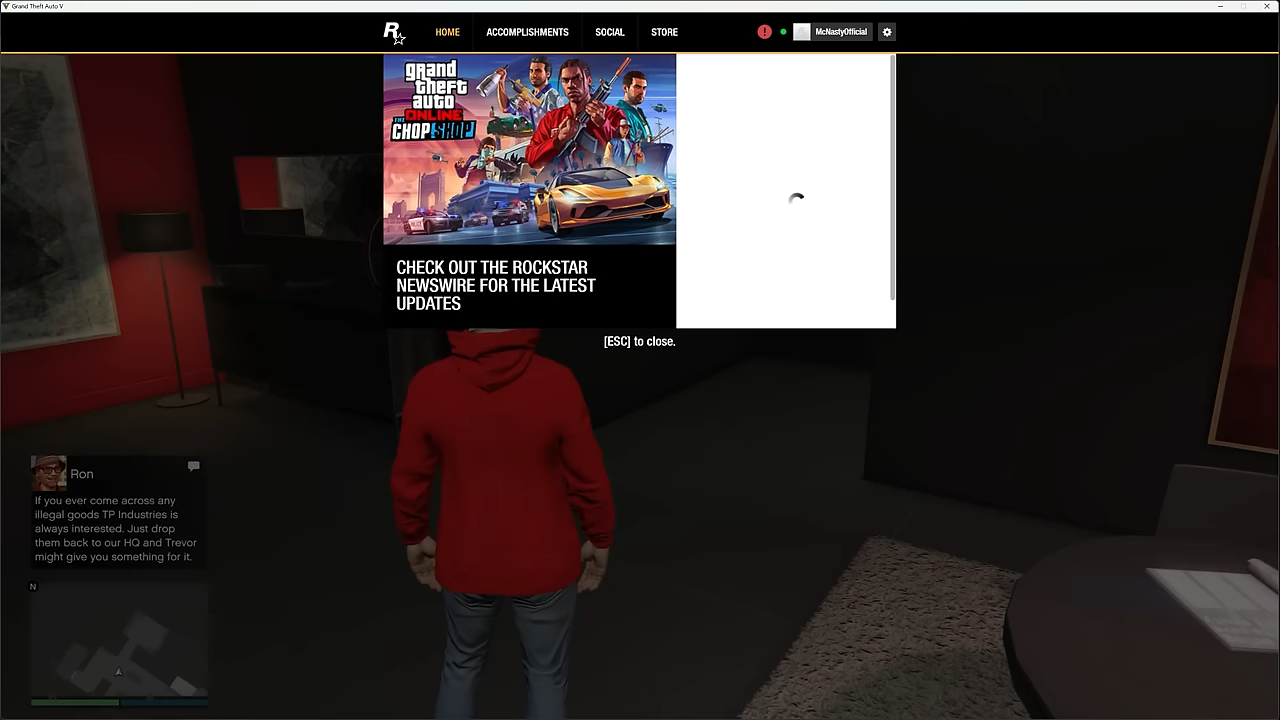 Grand Theft Auto V
R
HOME
ACCOMPLISHMENTS
SOCIAL
STORE
!
McNastyOfficial
grand
theft
auto
ONLINE
THE
CHOP SHOP
CHECK OUT THE ROCKSTAR
NEWSWIRE FOR THE LATEST
UPDATES
[ESC] to close.
Ron
If you ever come across any
illegal goods TP Industries is
always interested. Just drop
them back to our HQ and Trevor
might give you something for it.
N